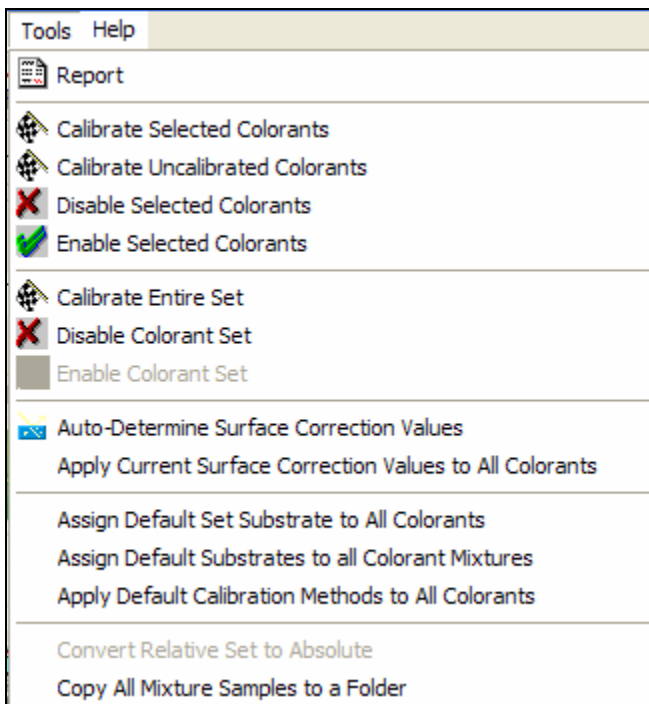 Tools Help
Report
Calibrate Selected Colorants
Calibrate Uncalibrated Colorants
Disable Selected Colorants
Enable Selected Colorants
Calibrate Entire Set
Disable Colorant Set
Enable Colorant Set
Auto-Determine Surface Correction Values
Apply Current Surface Correction Values to All Colorants
Assign Default Set Substrate to All Colorants
Assign Default Substrates to all Colorant Mixtures
Apply Default Calibration Methods to All Colorants
Convert Relative Set to Absolute
Copy All Mixture Samples to a Folder